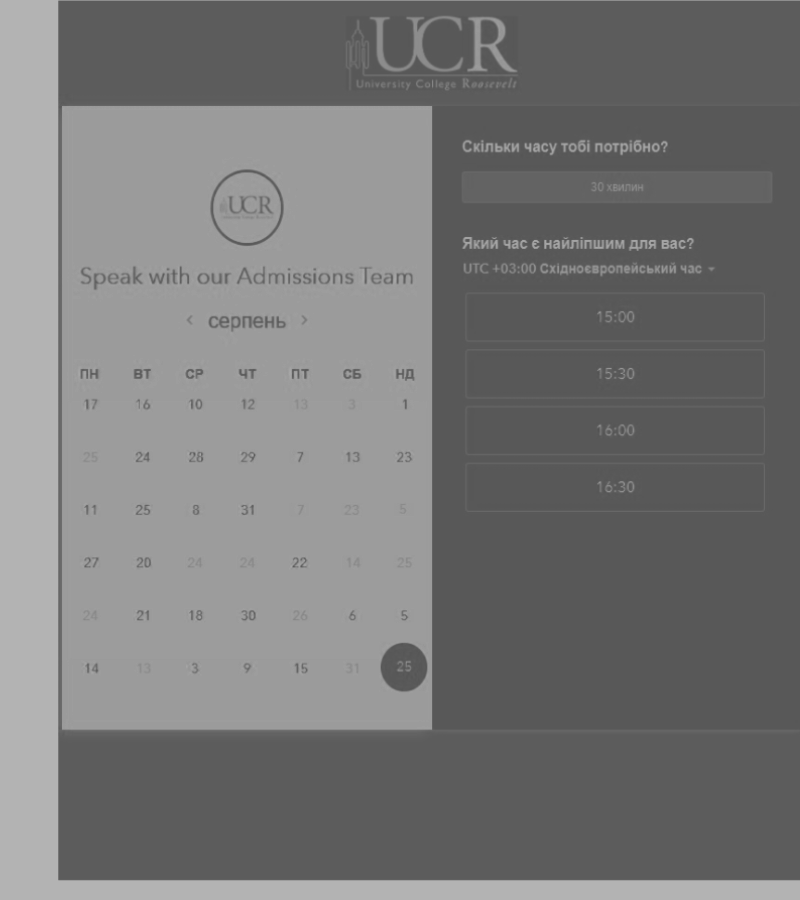 UCR
University College Roosevelt
UCR
Speak with our Admissions Team
< серпень >
ПН ВТ СР ЧТ ПТ СБ НД
17 16 10 12 13 3 1
25 24 28 29 7 13 23
11 25 8 31 7 23 5
27 20 24 24 22 14 25
24 21 18 30 26 6 5
14 13 3 9 15 31 25
Скільки часу тобі потрібно?
30 хвилин
Який час є найліпшим для вас?
UTC +03:00 Східноєвропейський час
15:00
15:30
16:00
16:30